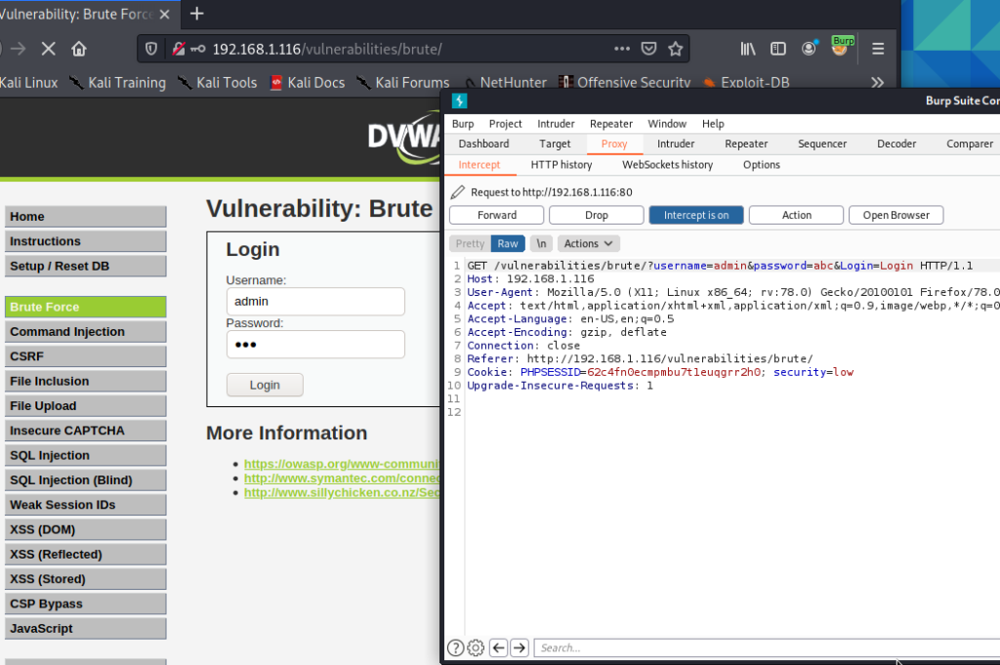 Vulnerability: Brute Force
192.168.1.116/vulnerabilities/brute/
Burp
Kali Linux Kali Training Kali Tools Kali Docs Kali Forums NetHunter Offensive Security Exploit-DB
DVWA
Home
Instructions
Setup / Reset DB
Brute Force
Command Injection
CSRF
File Inclusion
File Upload
Insecure CAPTCHA
SQL Injection
SQL Injection (Blind)
Weak Session IDs
XSS (DOM)
XSS (Reflected)
XSS (Stored)
CSP Bypass
JavaScript
Vulnerability: Brute
Login
Username:
admin
Password:
•••
Login
More Information
https://owasp.org/www-communi
http://www.symantec.com/connec
http://www.sillychicken.co.nz/Sec
Burp Suite Con
Burp Project Intruder Repeater Window Help
Dashboard Target Proxy Intruder Repeater Sequencer Decoder Comparer
Intercept HTTP history WebSockets history Options
Request to http://192.168.1.116:80
Forward Drop Intercept is on Action Open Browser
Pretty Raw \n Actions
1 GET /vulnerabilities/brute/?username=admin&password=abc&Login=Login HTTP/1.1
2 Host: 192.168.1.116
3 User-Agent: Mozilla/5.0 (X11; Linux x86_64; rv:78.0) Gecko/20100101 Firefox/78.0
4 Accept: text/html,application/xhtml+xml,application/xml;q=0.9,image/webp,*/*;q=0
5 Accept-Language: en-US,en;q=0.5
6 Accept-Encoding: gzip, deflate
7 Connection: close
8 Referer: http://192.168.1.116/vulnerabilities/brute/
9 Cookie: PHPSESSID=62c4fn0ecmpmbu7t1euqgrr2h0; security=low
10 Upgrade-Insecure-Requests: 1
11
12
Search...